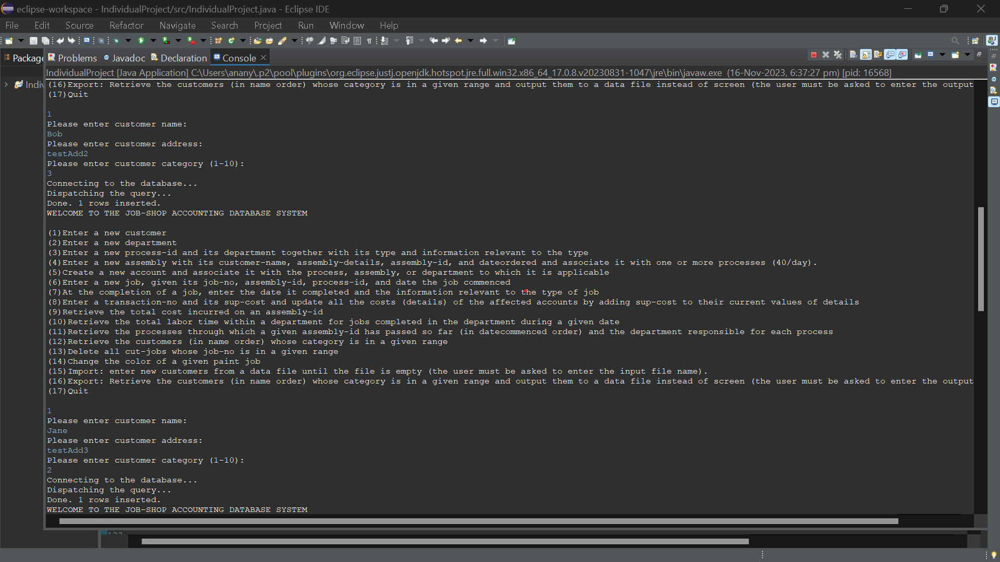 eclipse-workspace - IndividualProject/src/IndividualProject.java - Eclipse IDE
File Edit Source Refactor Navigate Search Project Run Window Help
Package Problems Javadoc Declaration Console
IndividualProject [Java Application] C:\Users\anany\.p2\pool\plugins\org.eclipse.justj.openjdk.hotspot.jre.full.win32.x86_64_17.0.8.v20230831-1047\jre\bin\javaw.exe (16-Nov-2023, 6:37:27 pm) [pid: 16568]
Indiv
(16)Export: Retrieve the customers (in name order) whose category is in a given range and output them to a data file instead of screen (the user must be asked to enter the output
(17)Quit
1
Please enter customer name:
Bob
Please enter customer address:
testAdd2
Please enter customer category (1-10):
3
Connecting to the database...
Dispatching the query...
Done. 1 rows inserted.
WELCOME TO THE JOB-SHOP ACCOUNTING DATABASE SYSTEM
(1)Enter a new customer
(2)Enter a new department
(3)Enter a new process-id and its department together with its type and information relevant to the type
(4)Enter a new assembly with its customer-name, assembly-details, assembly-id, and dateordered and associate it with one or more processes (40/day).
(5)Create a new account and associate it with the process, assembly, or department to which it is applicable
(6)Enter a new job, given its job-no, assembly-id, process-id, and date the job commenced
(7)At the completion of a job, enter the date it completed and the information relevant to the type of job
(8)Enter a transaction-no and its sup-cost and update all the costs (details) of the affected accounts by adding sup-cost to their current values of details
(9)Retrieve the total cost incurred on an assembly-id
(10)Retrieve the total labor time within a department for jobs completed in the department during a given date
(11)Retrieve the processes through which a given assembly-id has passed so far (in datecommenced order) and the department responsible for each process
(12)Retrieve the customers (in name order) whose category is in a given range
(13)Delete all cut-jobs whose job-no is in a given range
(14)Change the color of a given paint job
(15)Import: enter new customers from a data file until the file is empty (the user must be asked to enter the input file name).
(16)Export: Retrieve the customers (in name order) whose category is in a given range and output them to a data file instead of screen (the user must be asked to enter the output
(17)Quit
1
Please enter customer name:
Jane
Please enter customer address:
testAdd3
Please enter customer category (1-10):
2
Connecting to the database...
Dispatching the query...
Done. 1 rows inserted.
WELCOME TO THE JOB-SHOP ACCOUNTING DATABASE SYSTEM